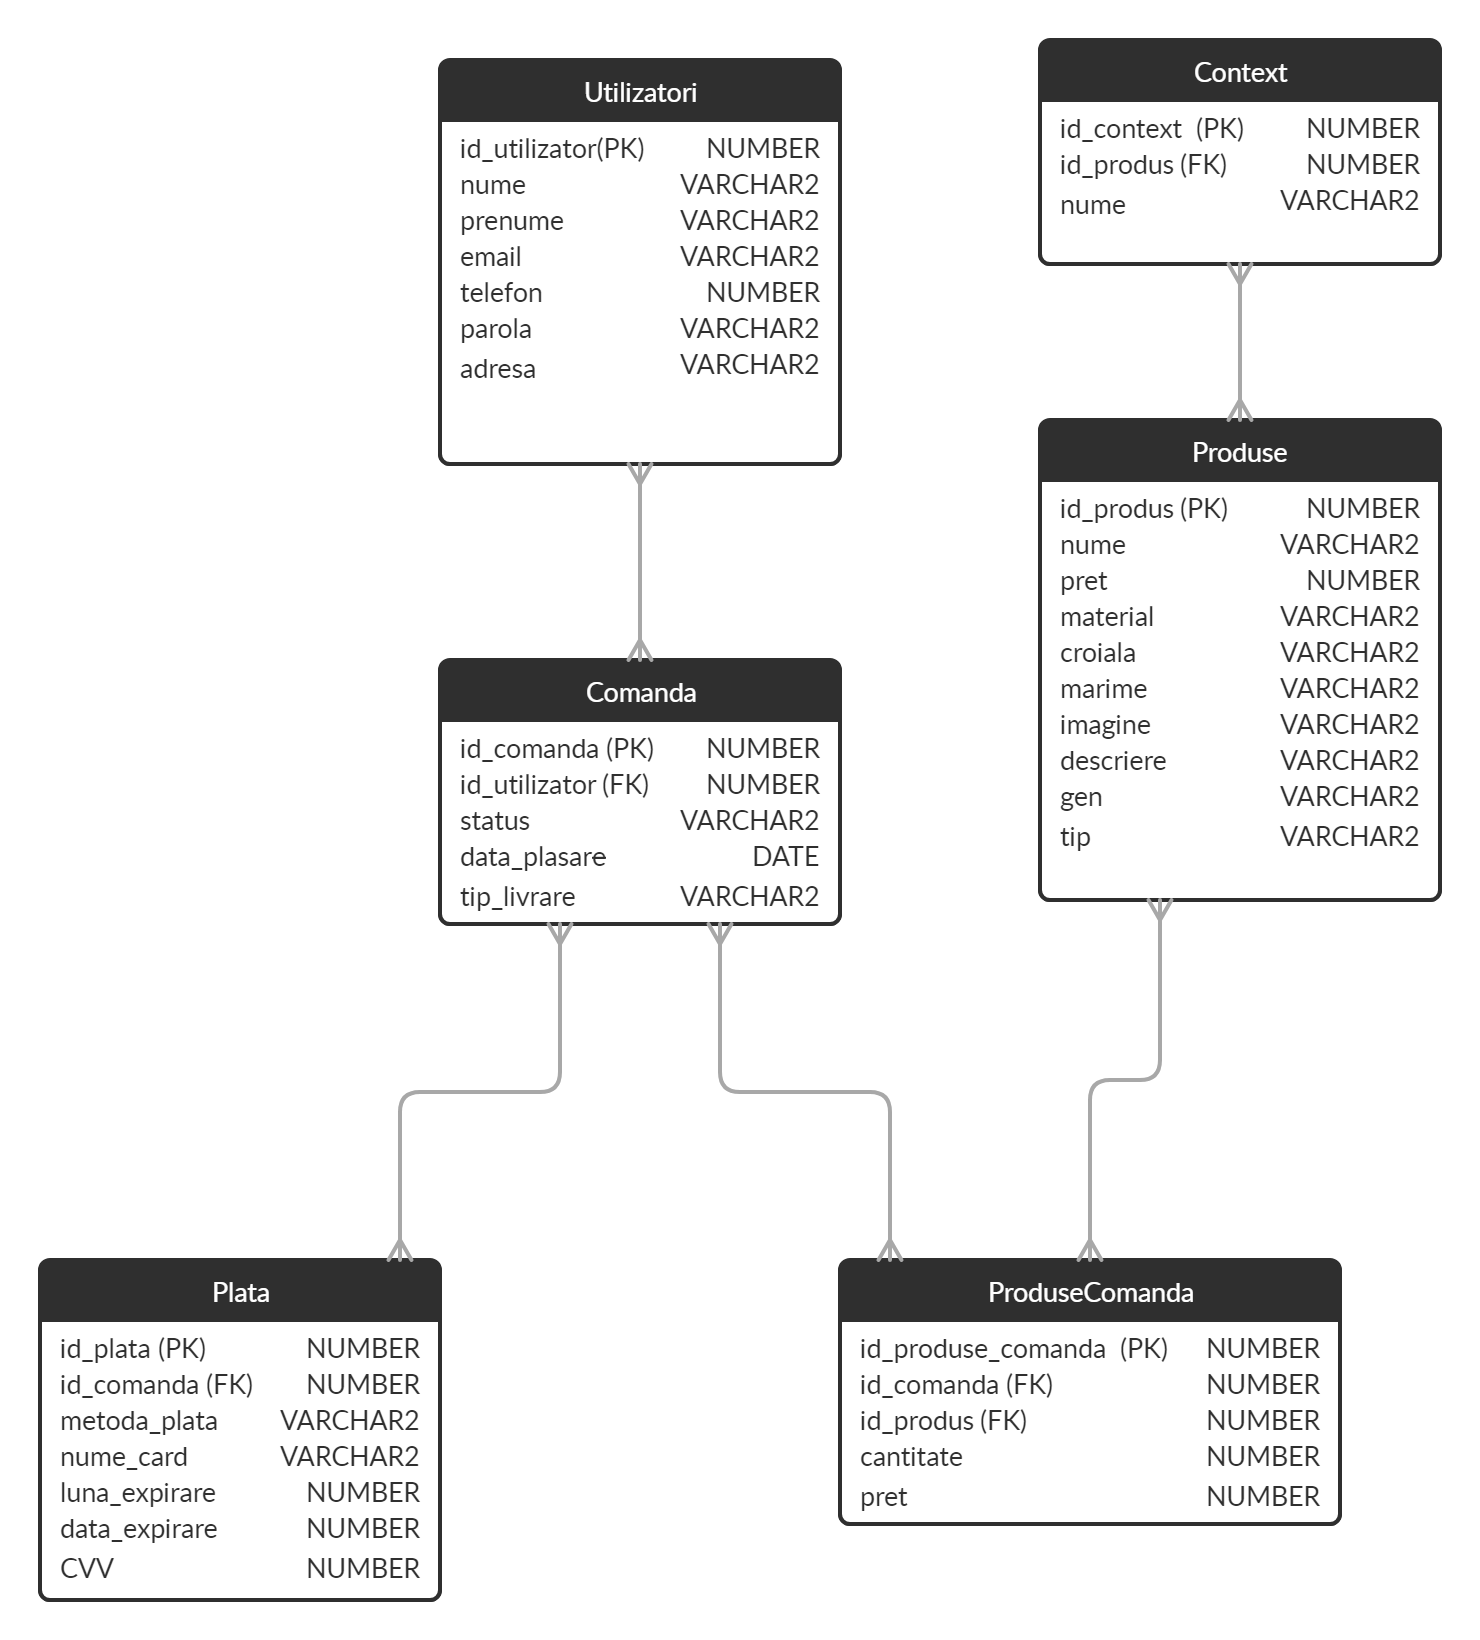 Utilizatori
id_utilizator(PK) NUMBER
nume VARCHAR2
prenume VARCHAR2
email VARCHAR2
telefon NUMBER
parola VARCHAR2
adresa VARCHAR2
Context
id_context (PK) NUMBER
id_produs (FK) NUMBER
nume VARCHAR2
Produse
id_produs (PK) NUMBER
nume VARCHAR2
pret NUMBER
material VARCHAR2
croiala VARCHAR2
marime VARCHAR2
imagine VARCHAR2
descriere VARCHAR2
gen VARCHAR2
tip VARCHAR2
Comanda
id_comanda (PK) NUMBER
id_utilizator (FK) NUMBER
status VARCHAR2
data_plasare DATE
tip_livrare VARCHAR2
Plata
id_plata (PK) NUMBER
id_comanda (FK) NUMBER
metoda_plata VARCHAR2
nume_card VARCHAR2
luna_expirare NUMBER
data_expirare NUMBER
CVV NUMBER
ProduseComanda
id_produse_comanda (PK) NUMBER
id_comanda (FK) NUMBER
id_produs (FK) NUMBER
cantitate NUMBER
pret NUMBER